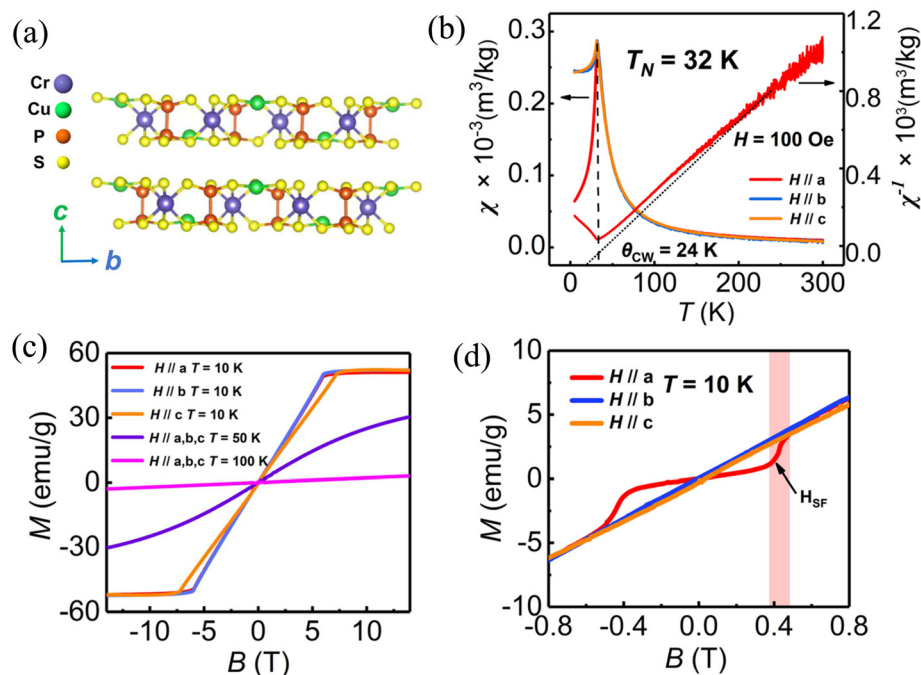 (a)
Cr
Cu
P
S
c
b
(b)
χ × 10⁻³(m³/kg)
0.3
0.2
0.1
0.0
T_N = 32 K
H = 100 Oe
H // a
H // b
H // c
θ_CW = 24 K
0 100 200 300
T (K)
1.2
0.8
0.4
0.0
χ⁻¹ × 10³(m³/kg)
(c)
M (emu/g)
60
30
0
-30
-60
H // a T = 10 K
H // b T = 10 K
H // c T = 10 K
H // a,b,c T = 50 K
H // a,b,c T = 100 K
-10 -5 0 5 10
B (T)
(d)
M (emu/g)
10
5
0
-5
-10
H // a
H // b
H // c
T = 10 K
H_SF
-0.8 -0.4 0.0 0.4 0.8
B (T)